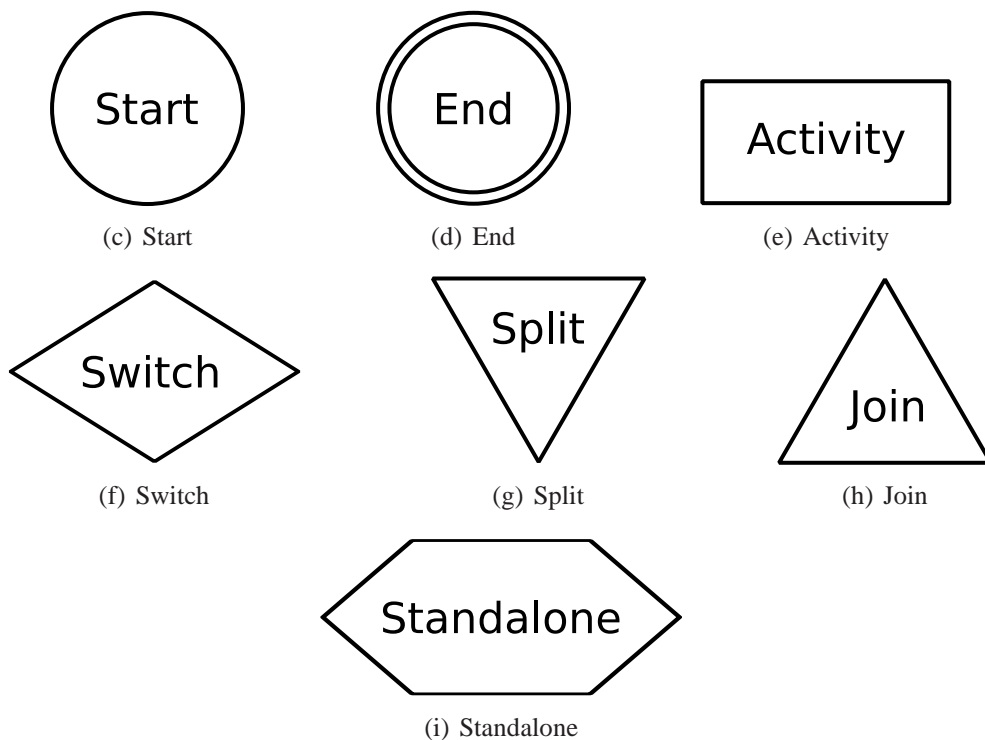 Start
End
Activity
(c) Start
(d) End
(e) Activity
Switch
Split
Join
(f) Switch
(g) Split
(h) Join
Standalone
(i) Standalone